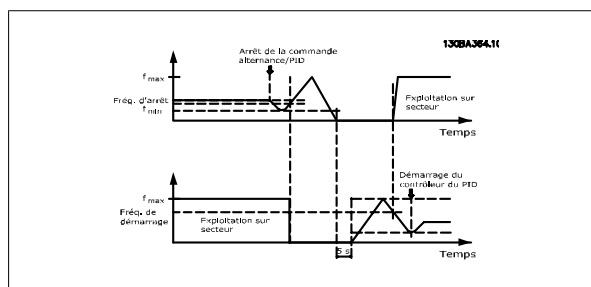 130BA364.10
Arrêt de la commande
alternance/PID
f max
Fréq. d'arrêt
f min
Exploitation sur
secteur
Temps
Démarrage du
contrôleur du PID
f max
Fréq. de
démarrage
Exploitation sur
secteur
5 s
Temps